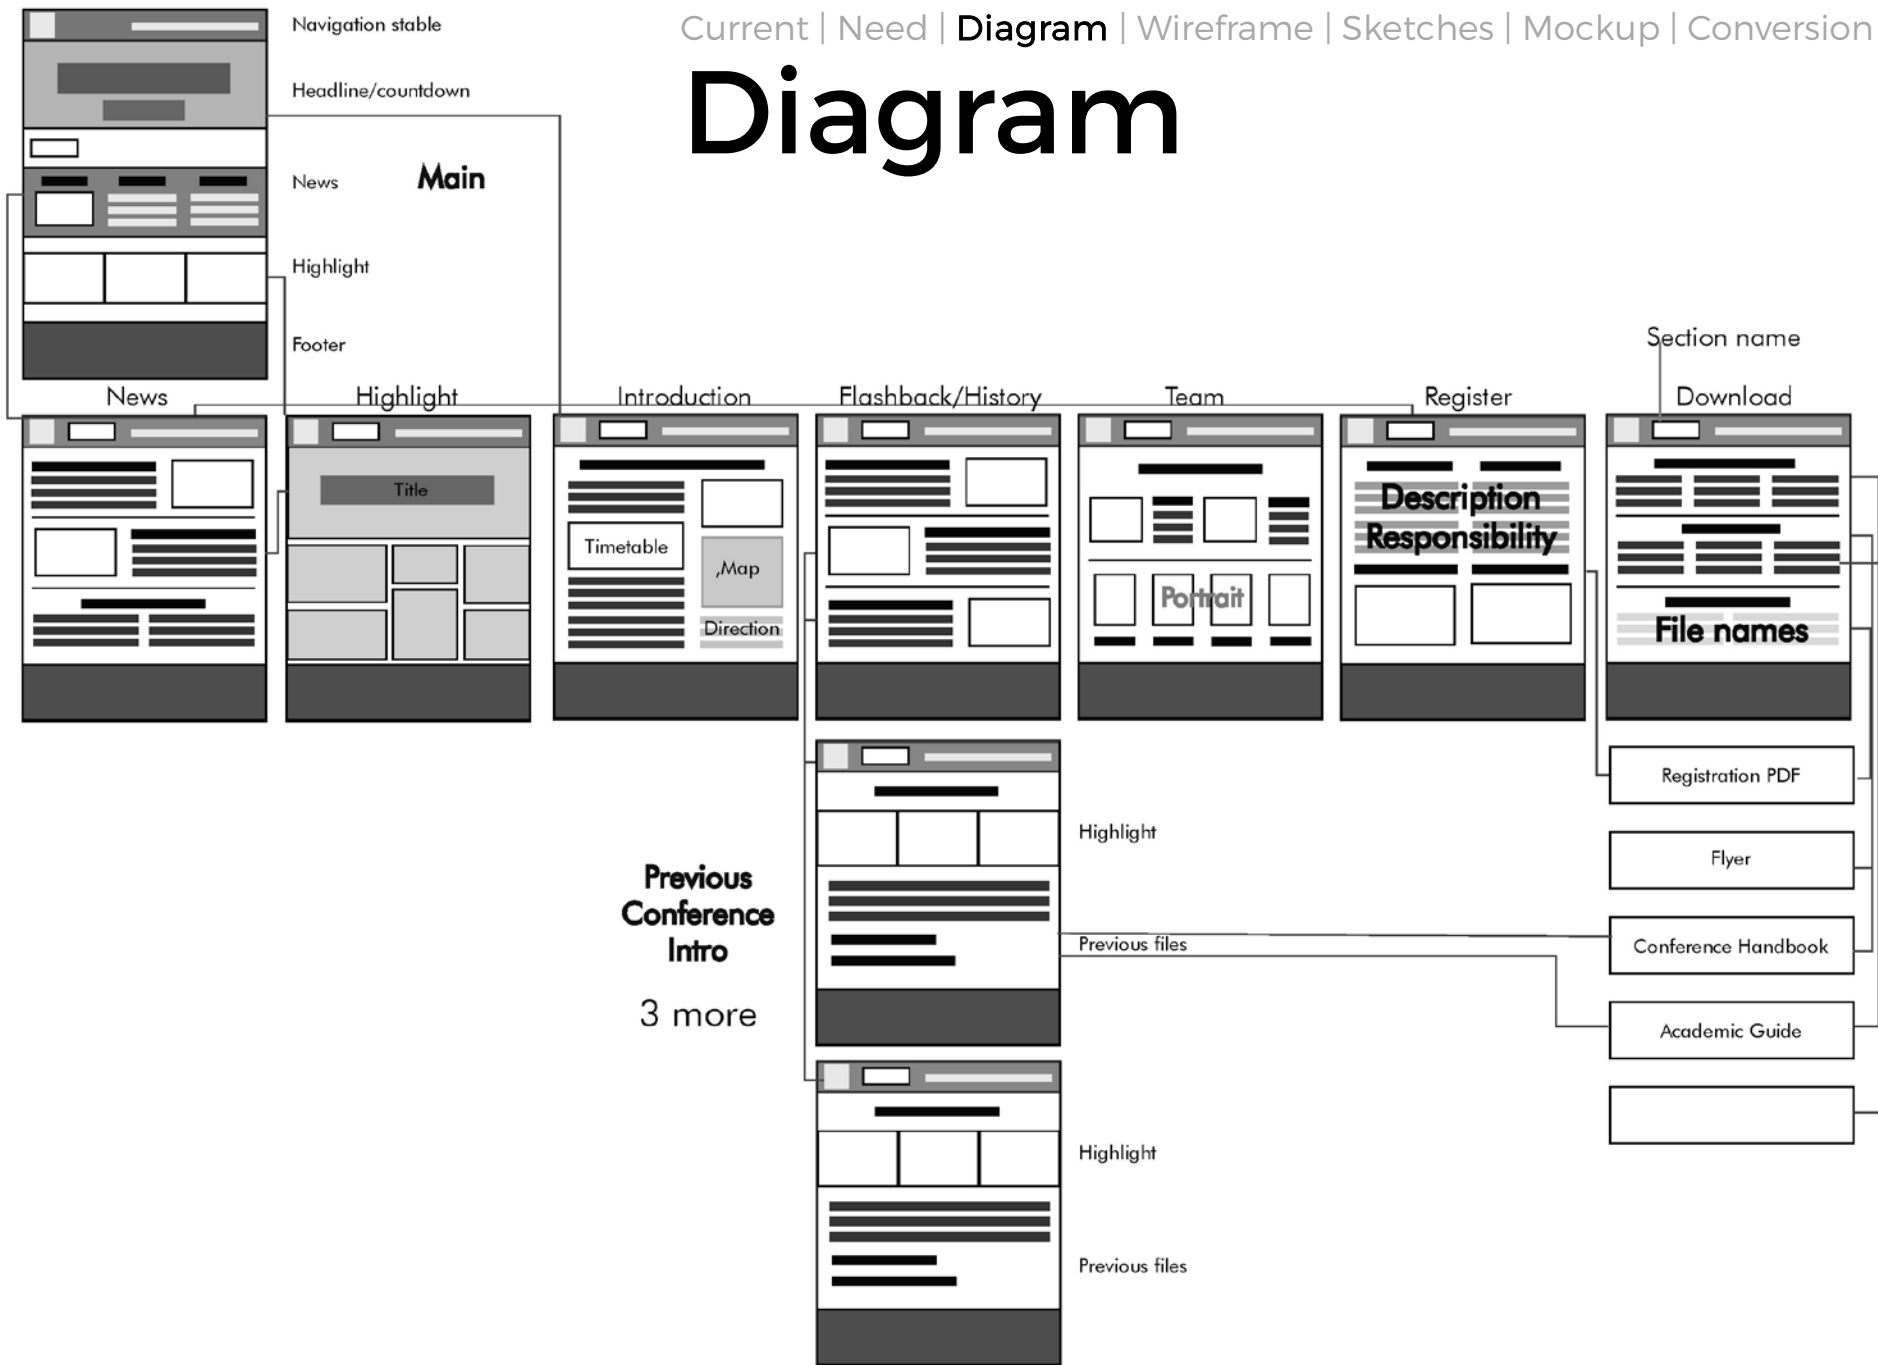 Current | Need | Diagram | Wireframe | Sketches | Mockup | Conversion
Diagram
Navigation stable
Headline/countdown
News
Main
Highlight
Footer
Section name
News
Highlight
Introduction
Flashback/History
Team
Register
Download
Title
Timetable
,Map
Direction
Portrait
Description
Responsibility
File names
Registration PDF
Flyer
Conference Handbook
Academic Guide
Previous
Conference
Intro
3 more
Highlight
Previous files
Highlight
Previous files